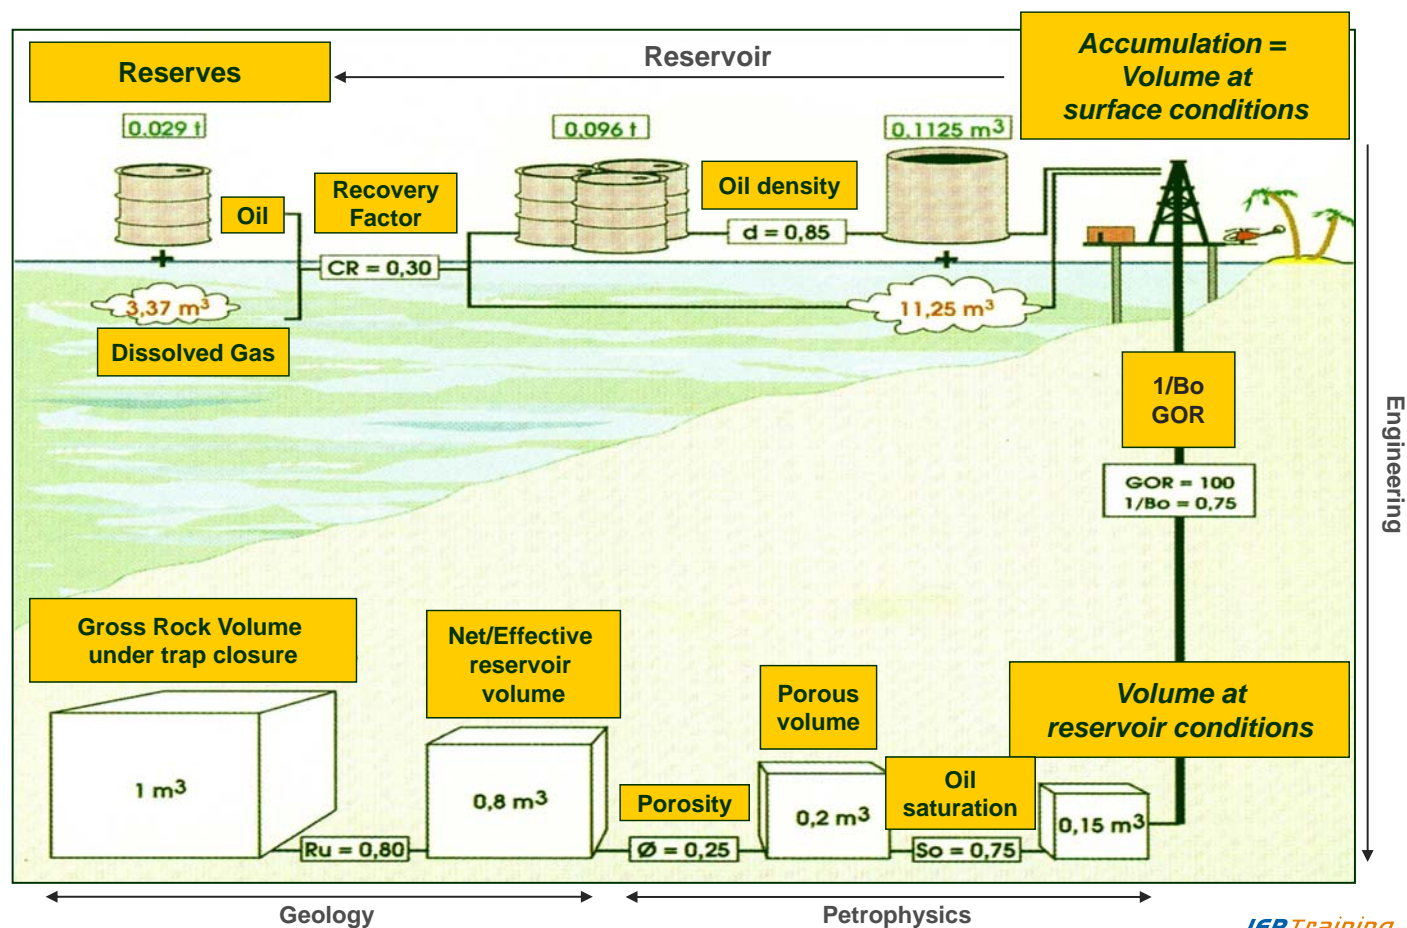 Reserves
Reservoir
Accumulation =
Volume at
surface conditions
0.029 t
0.096 t
0.1125 m³
Oil
Recovery
Factor
Oil density
d = 0,85
CR = 0,30
3,37 m³
11,25 m³
Dissolved Gas
1/Bo
GOR
GOR = 100
1/Bo = 0,75
Engineering
Gross Rock Volume
under trap closure
Net/Effective
reservoir
volume
Porous
volume
Volume at
reservoir conditions
1 m³
0,8 m³
Porosity
0,2 m³
Oil
saturation
0,15 m³
Ru = 0,80
Ø = 0,25
So = 0,75
Geology
Petrophysics
Training